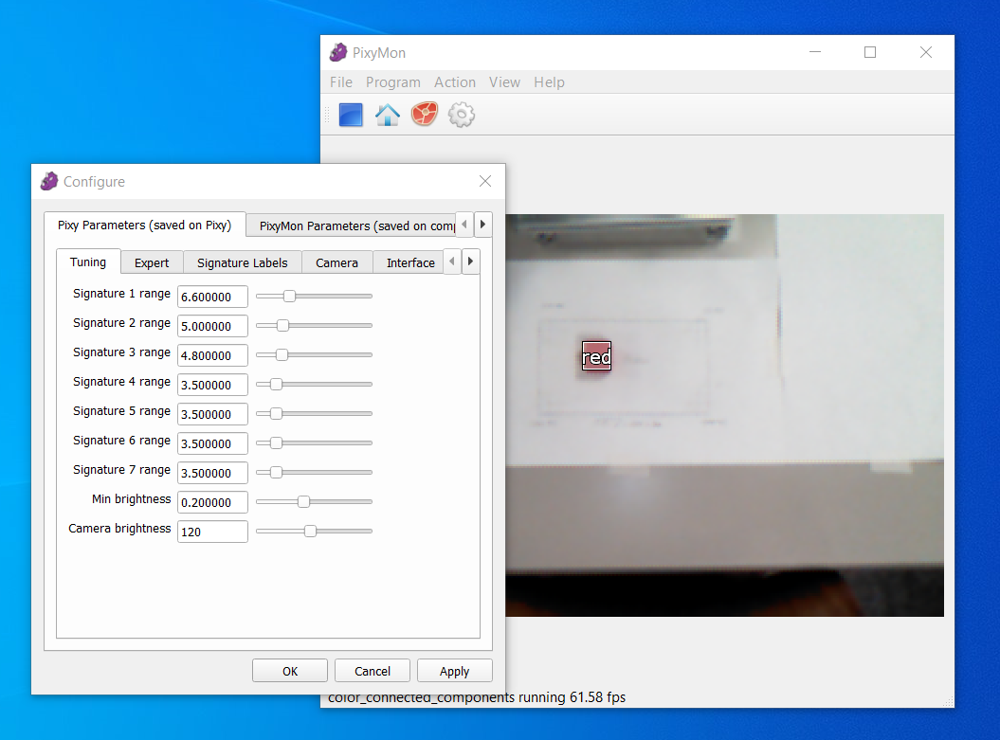 PixyMon
File Program Action View Help
Configure
Pixy Parameters (saved on Pixy) PixyMon Parameters (saved on comp
Tuning Expert Signature Labels Camera Interface
Signature 1 range 6.600000
Signature 2 range 5.000000
Signature 3 range 4.800000
Signature 4 range 3.500000
Signature 5 range 3.500000
Signature 6 range 3.500000
Signature 7 range 3.500000
Min brightness 0.200000
Camera brightness 120
red
OK Cancel Apply
color_connected_components running 61.58 fps